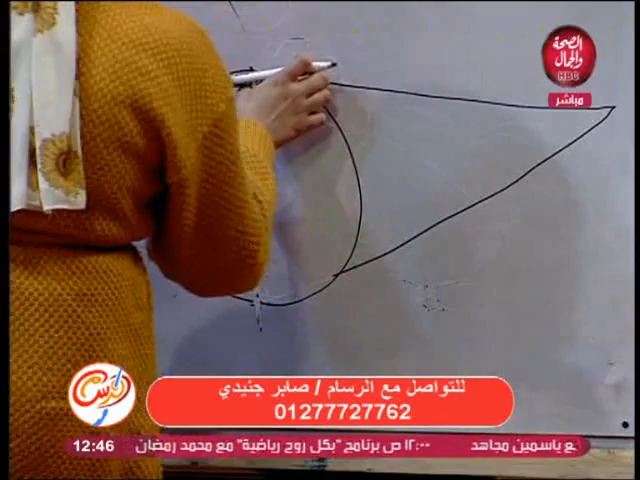 الصحة
والجمال
HBC
مباشر
ارسم
للتواصل مع الرسام / صابر جنيدي
01277727762
12:46
ع ياسمين مجاهد ١٢:٠٠ ص برنامج "بكل روح رياضية" مع محمد رمضان